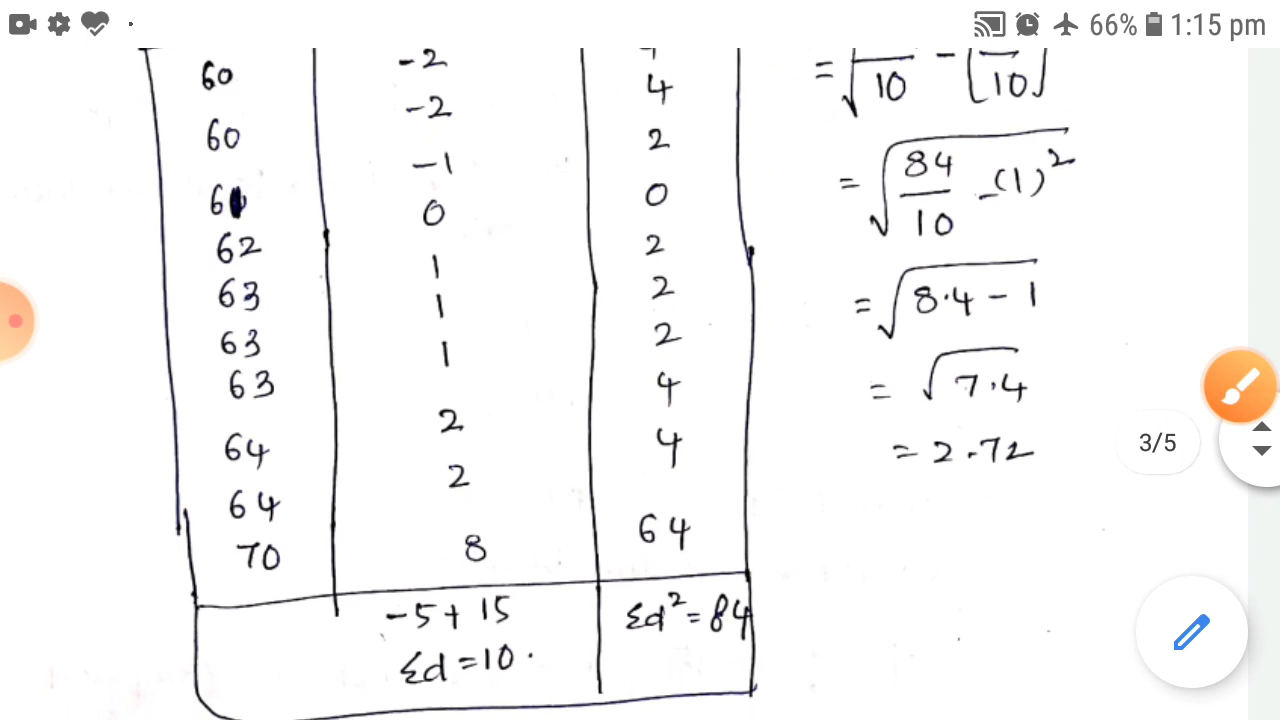 66% 1:15 pm
60 -2 4
60 -2 2
61 -1 0
62 0 2
63 1 2
63 1 2
63 1 4
64 2 4
64 2
70 8 64
-5+ 15 Σd²= 84
Σd =10 .
= √ 10 - [ 10 ]
= √ 84/10 -(1)²
= √ 8.4 - 1
= √ 7.4
= 2.72
3/5